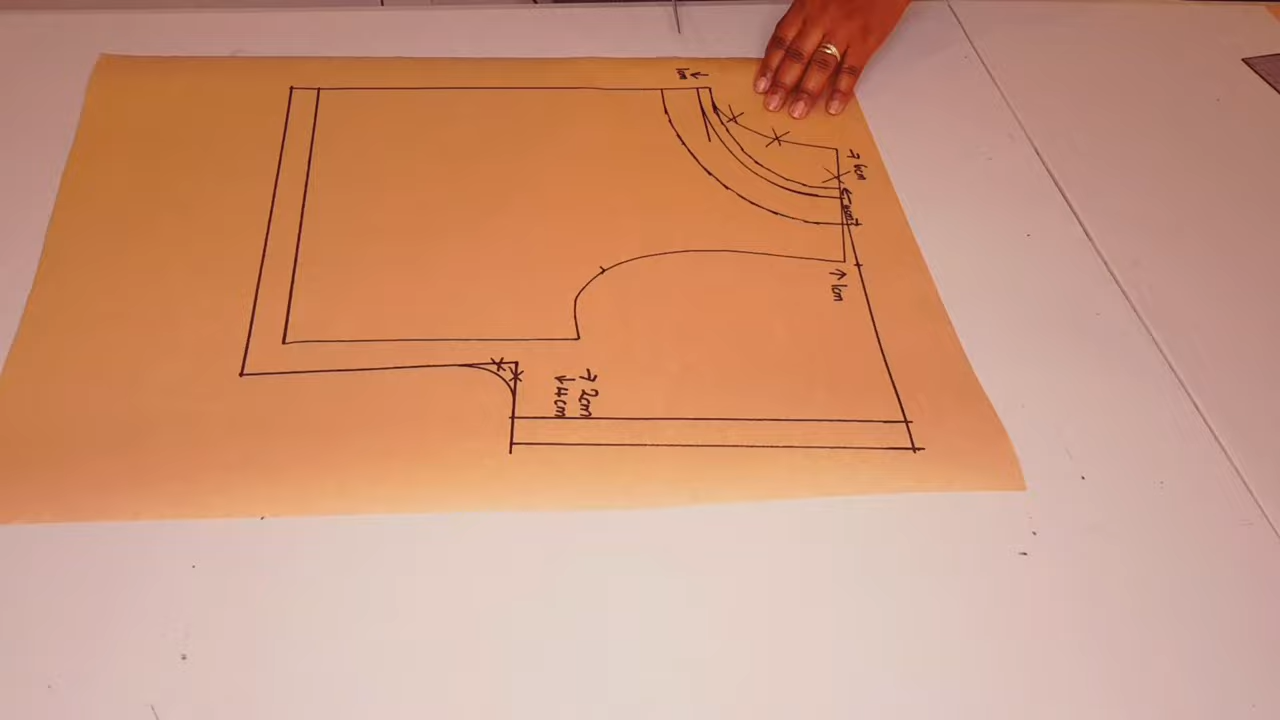 1cm
→ 6cm
↑ 1cm
→ 2cm
↓ 4cm